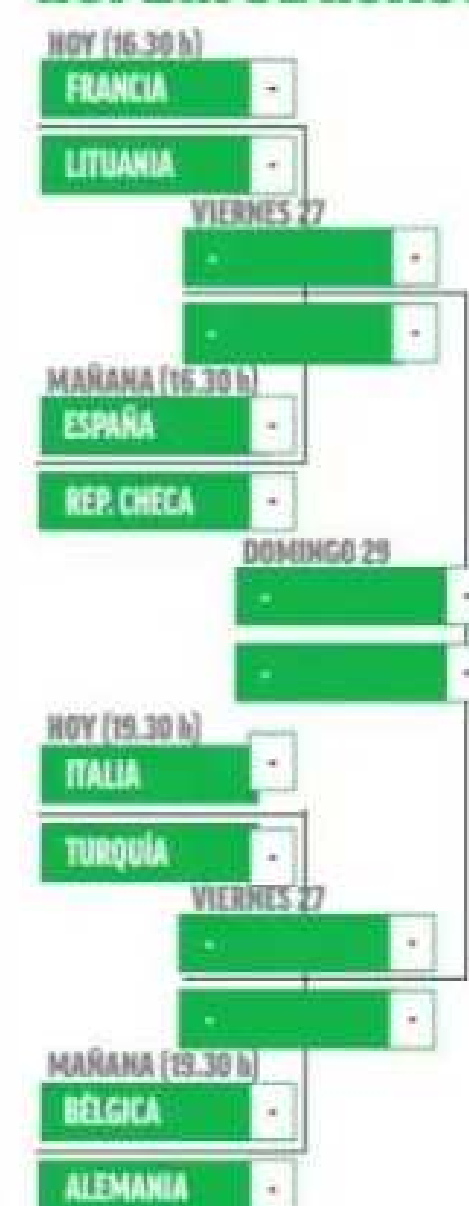 HOY (16.30 h)
FRANCIA -
LITUANIA -
VIERNES 27
- -
- -
MAÑANA (16.30 h)
ESPAÑA -
REP. CHECA -
DOMINGO 29
- -
- -
HOY (19.30 h)
ITALIA -
TURQUÍA -
VIERNES 27
- -
- -
MAÑANA (19.30 h)
BÉLGICA -
ALEMANIA -